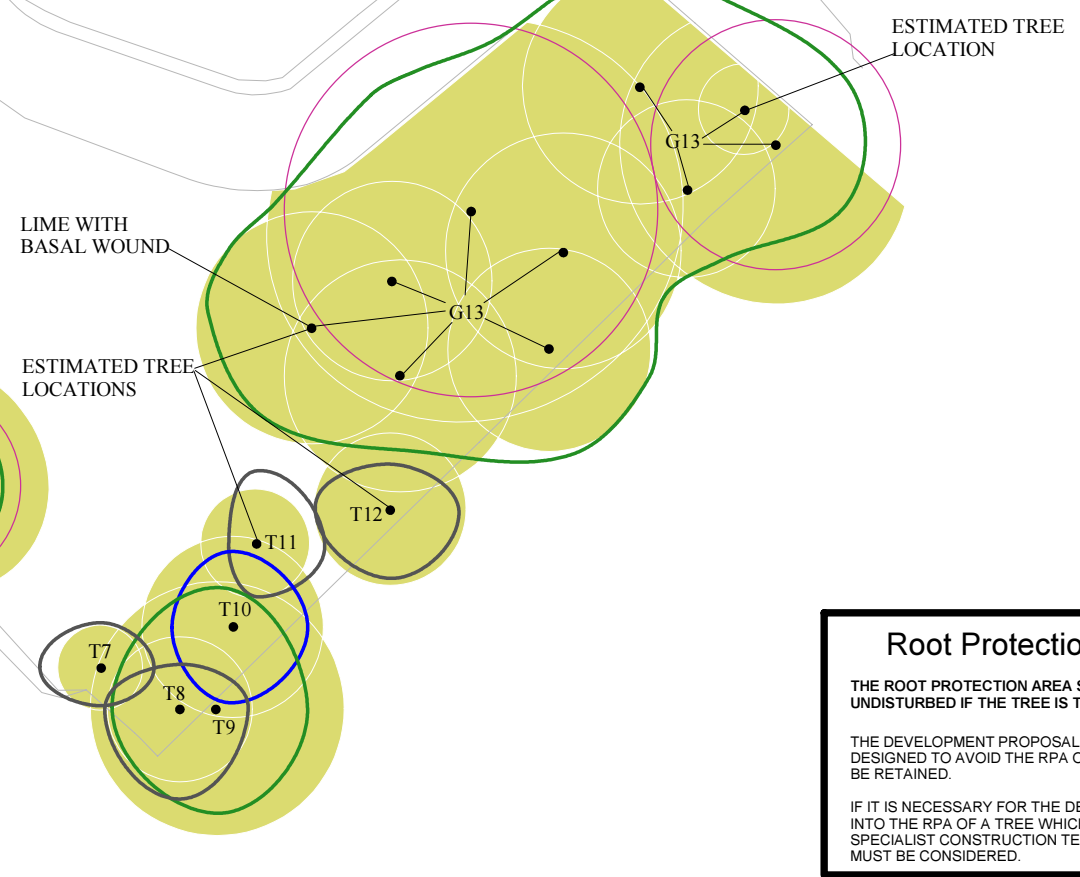 ESTIMATED TREE
LOCATION
G13
LIME WITH
BASAL WOUND
G13
ESTIMATED TREE
LOCATIONS
T12
T11
T10
T7
T8
T9
Root Protectio
THE ROOT PROTECTION AREA S
UNDISTURBED IF THE TREE IS T
THE DEVELOPMENT PROPOSAL
DESIGNED TO AVOID THE RPA O
BE RETAINED.
IF IT IS NECESSARY FOR THE DE
INTO THE RPA OF A TREE WHICH
SPECIALIST CONSTRUCTION TE
MUST BE CONSIDERED.